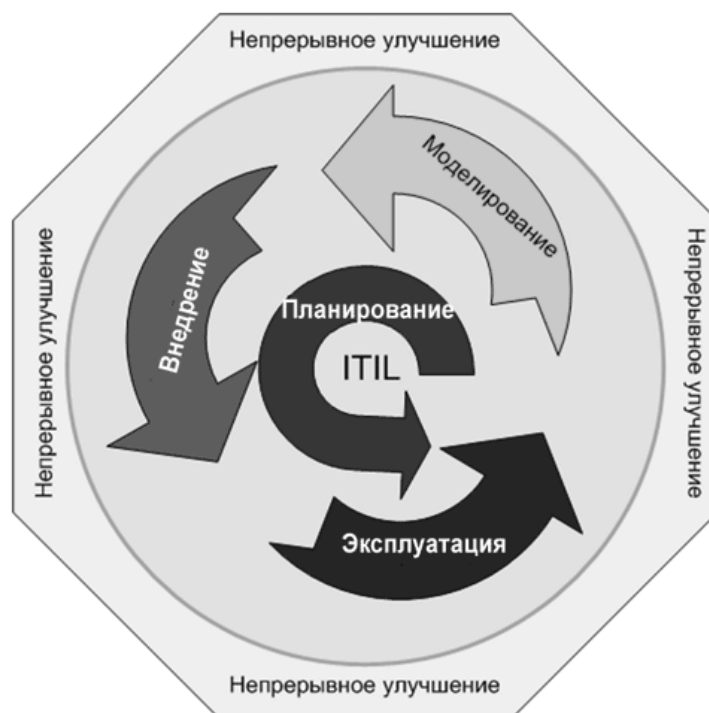 Непрерывное улучшение
Моделирование
Внедрение
Непрерывное улучшение
Непрерывное улучшение
Планирование
ITIL
Эксплуатация
Непрерывное улучшение